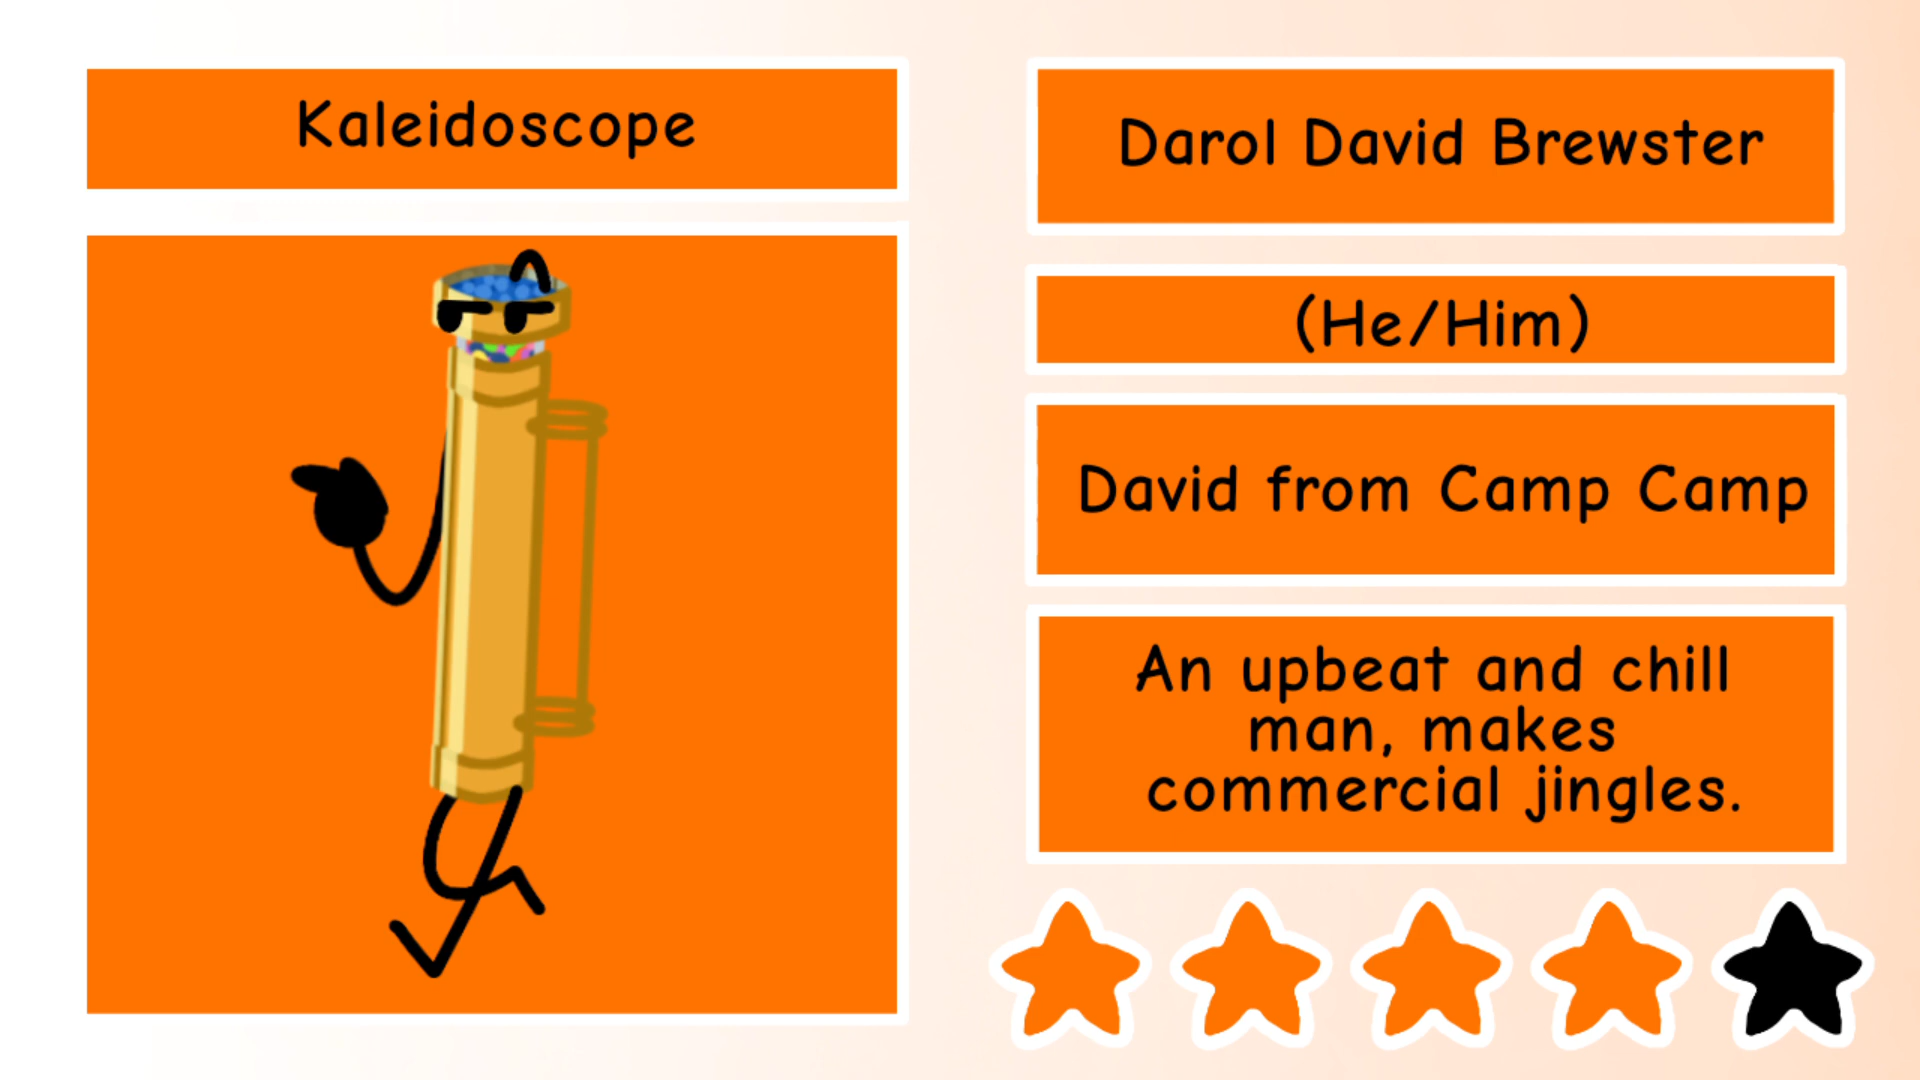 Kaleidoscope
Darol David Brewster
(He/Him)
David from Camp Camp
An upbeat and chill
man, makes
commercial jingles.